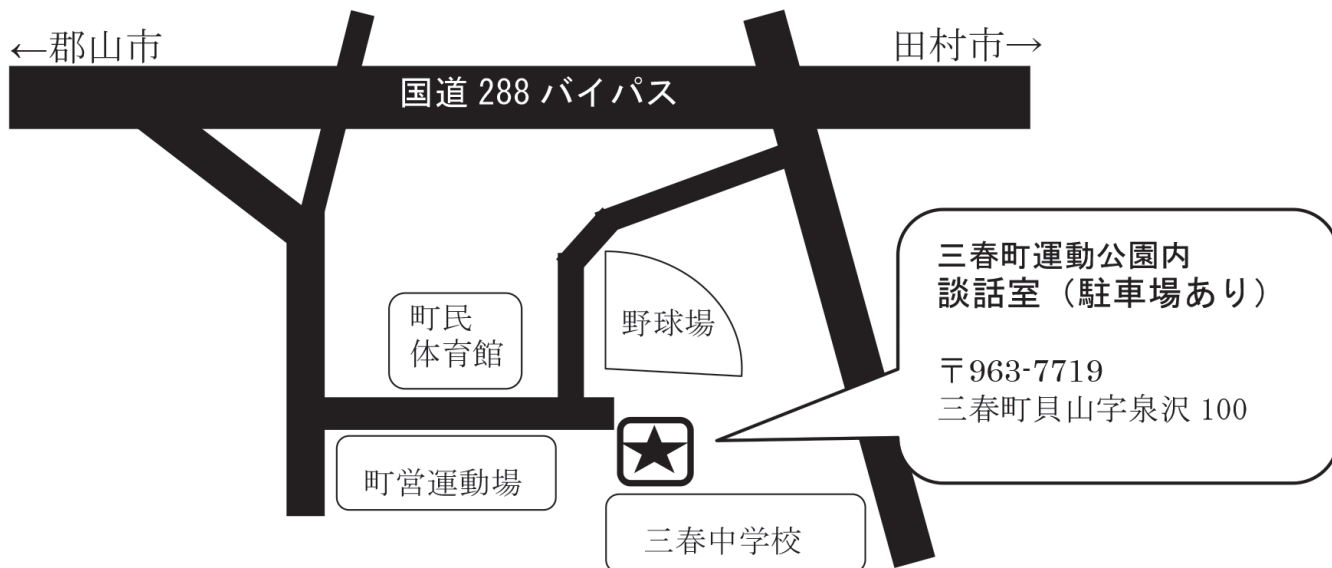 ←郡山市
田村市→
国道 288 バイパス
三春町運動公園内
談話室（駐車場あり）
〒963-7719
三春町貝山字泉沢 100
町民
体育館
野球場
町営運動場
三春中学校